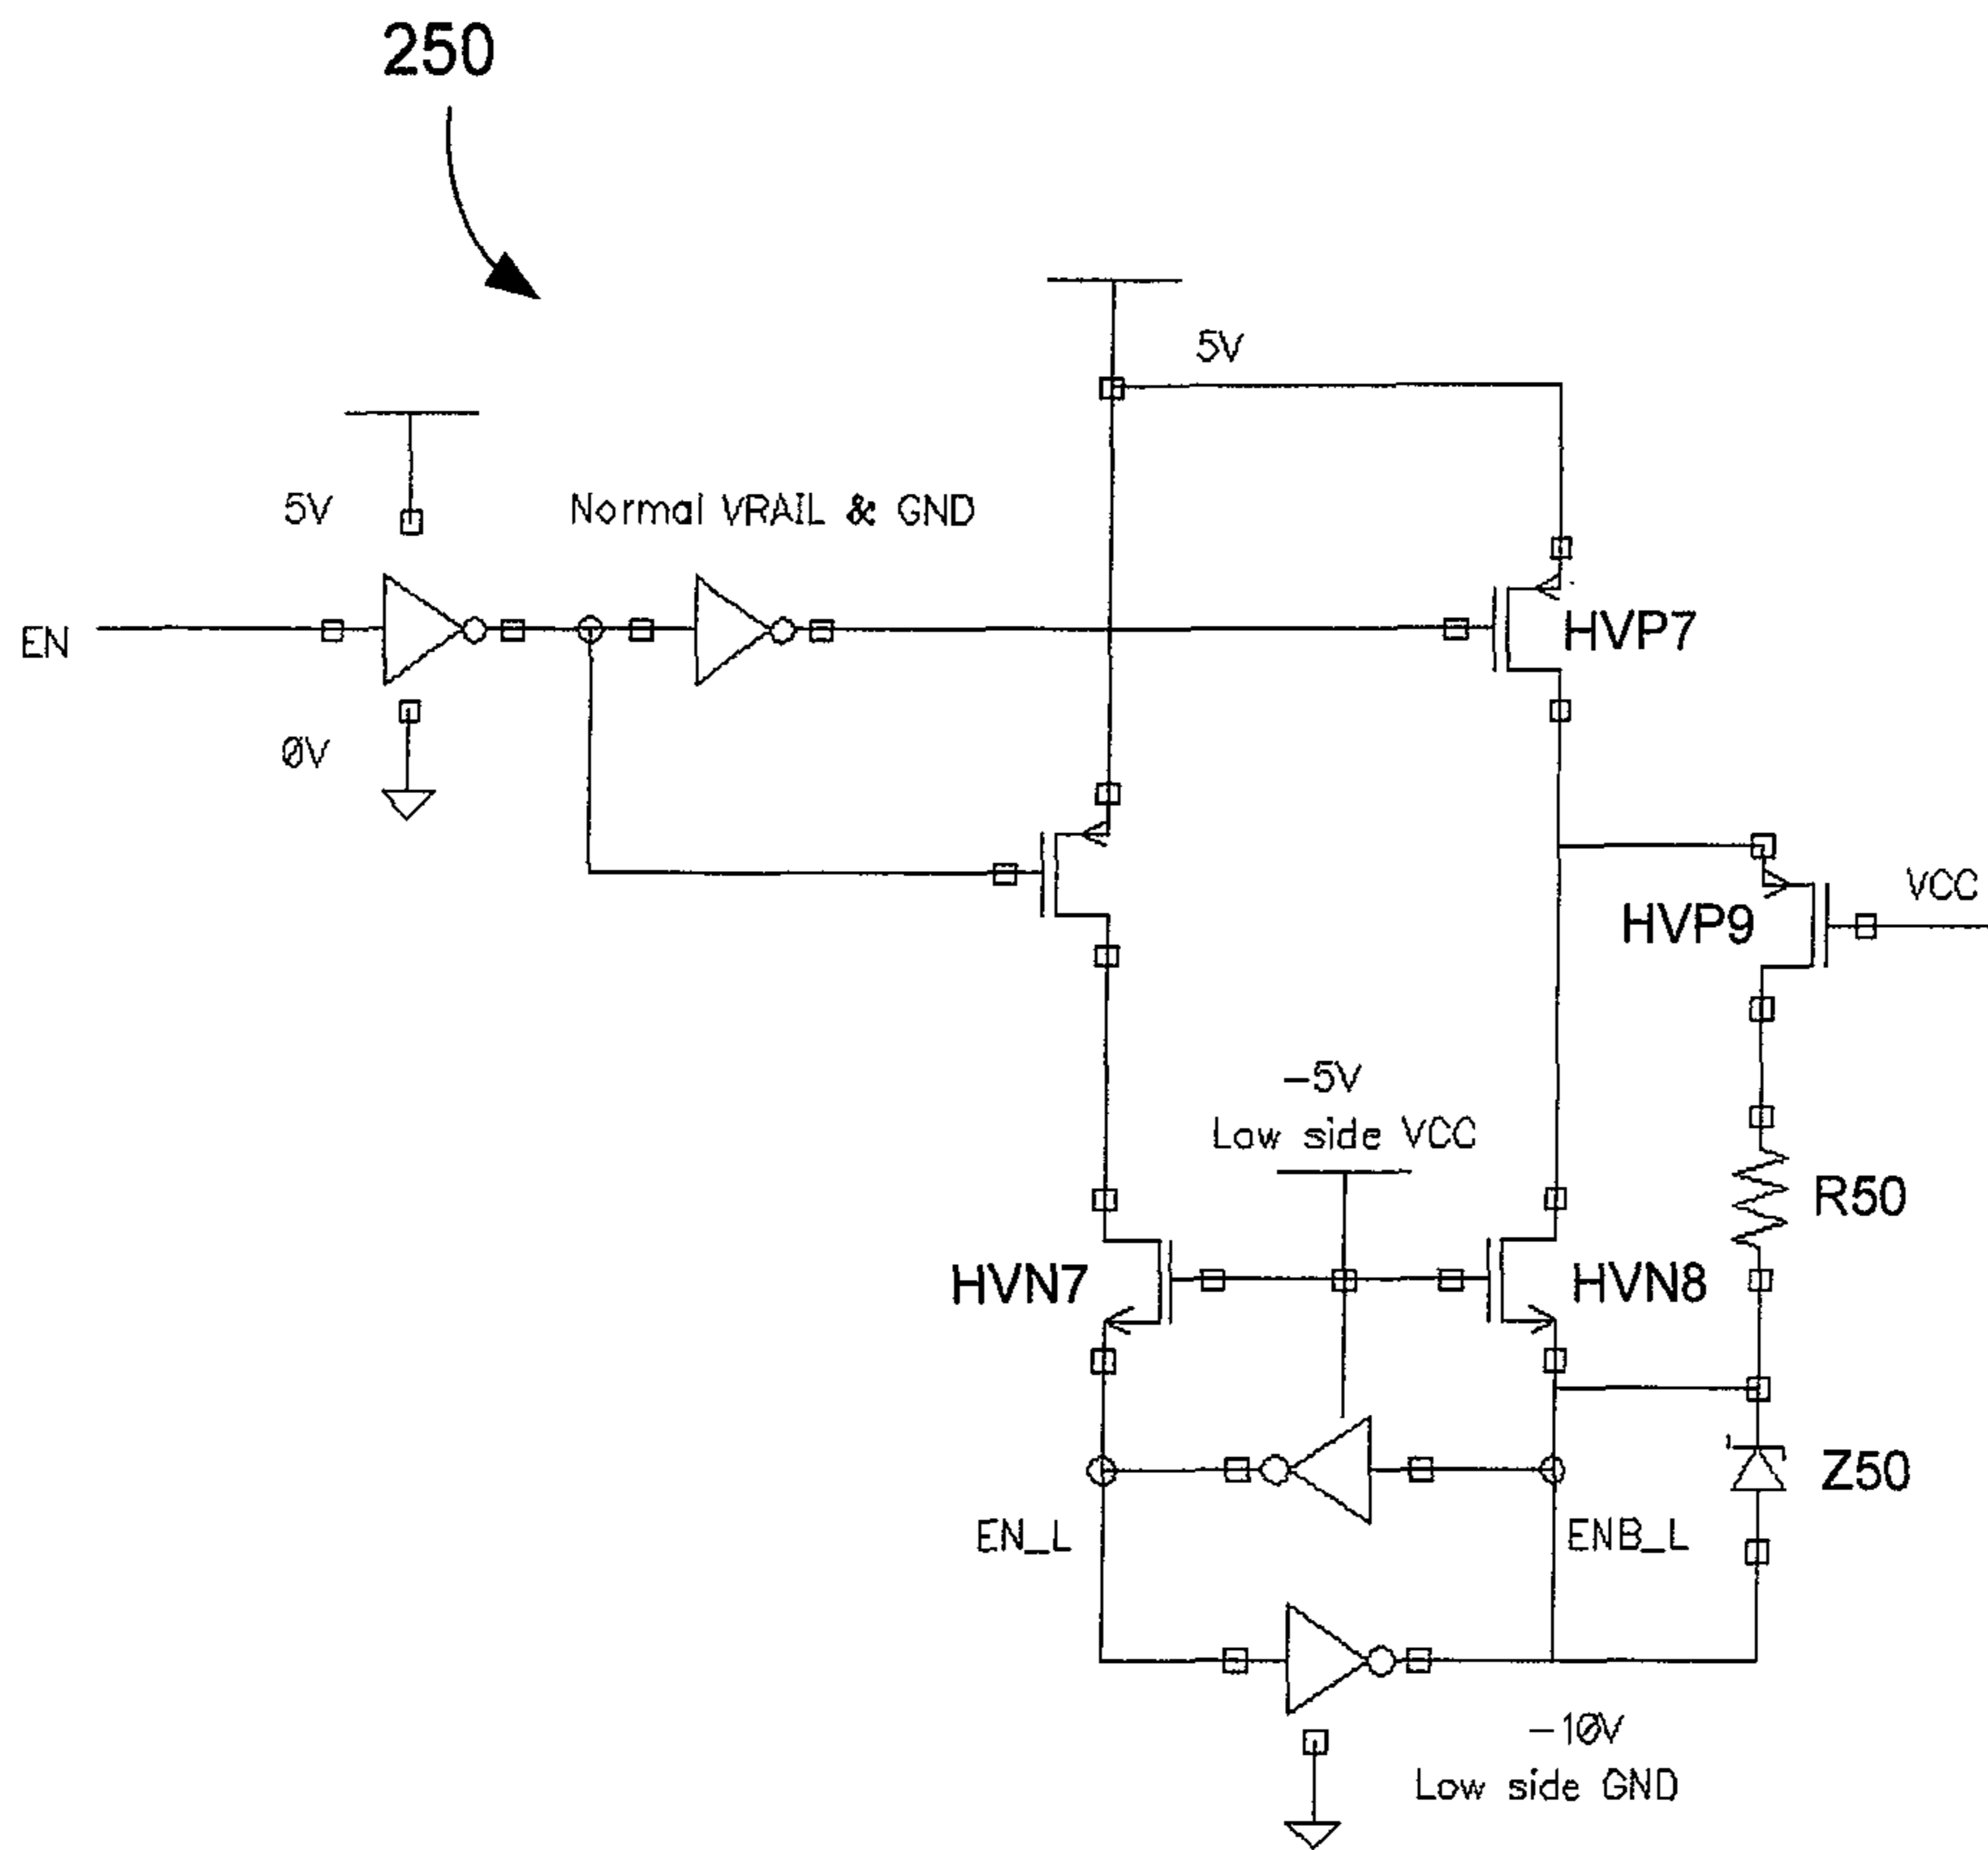 250
5V
5V
Normal VRAIL & GND
EN
HVP7
0V
VCC
HVP9
-5V
Low side VCC
R50
HVN7
HVN8
Z50
EN_L
ENB_L
-10V
Low side GND